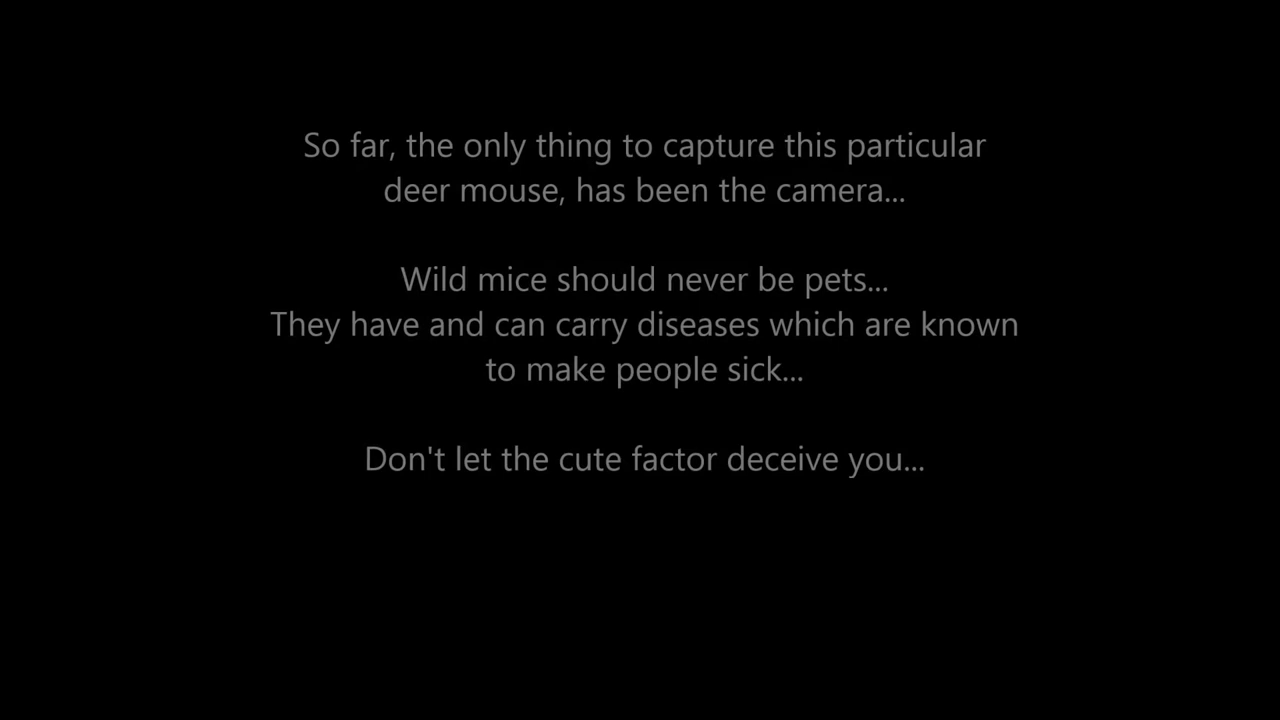 So far, the only thing to capture this particular
deer mouse, has been the camera...
Wild mice should never be pets...
They have and can carry diseases which are known
to make people sick...
Don't let the cute factor deceive you...